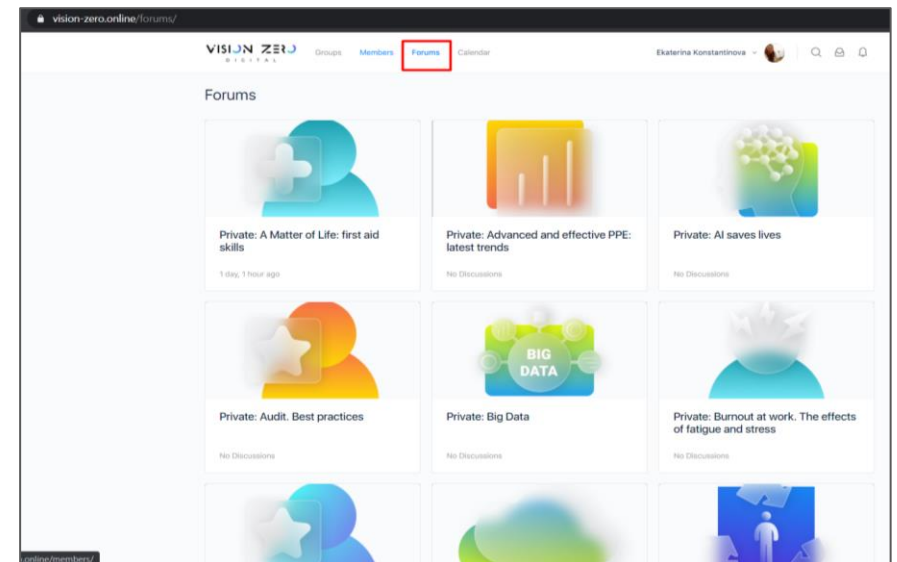 vision-zero.online/forums/
VISION ZERO Groups Members Forums Calendar Ekaterina Konstantinova
DIGITAL
Forums
Private: A Matter of Life: first aid
skills
1 day, 1 hour ago
Private: Advanced and effective PPE:
latest trends
No Discussions
Private: AI saves lives
No Discussions
Private: Audit. Best practices
No Discussions
BIG
DATA
Private: Big Data
No Discussions
Private: Burnout at work. The effects
of fatigue and stress
No Discussions
.online/members/